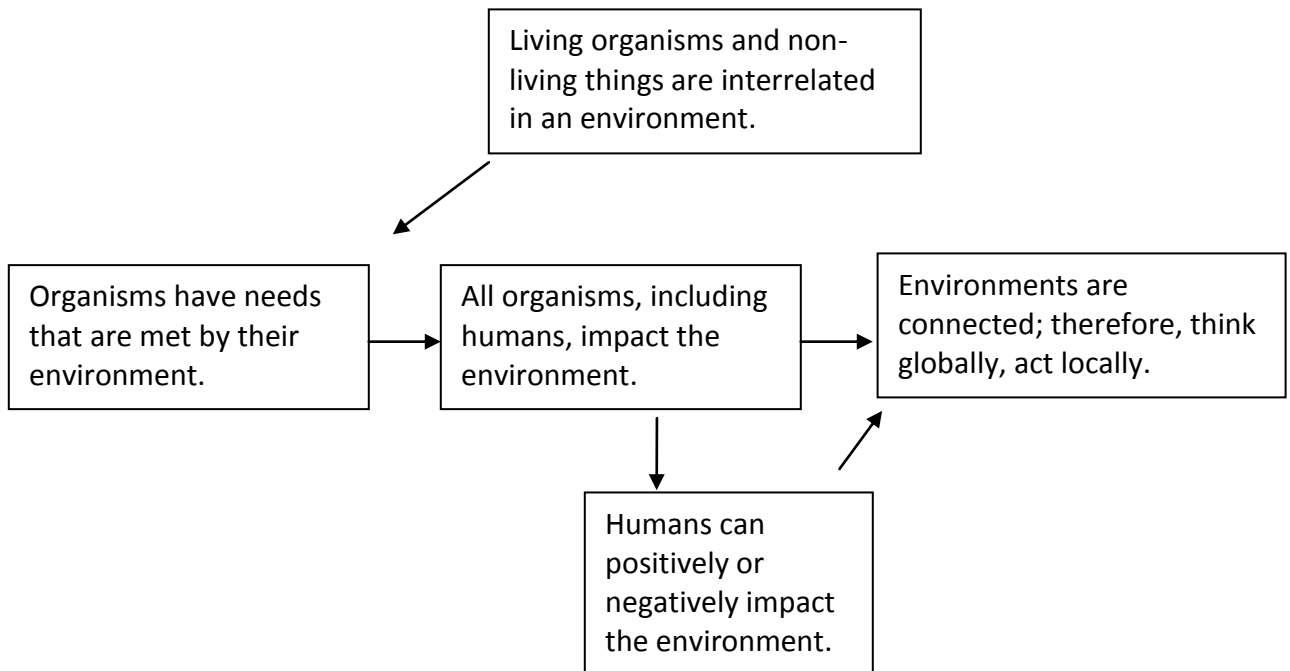 Living organisms and non-
living things are interrelated
in an environment.
Organisms have needs
that are met by their
environment.
All organisms, including
humans, impact the
environment.
Environments are
connected; therefore, think
globally, act locally.
Humans can
positively or
negatively impact
the environment.